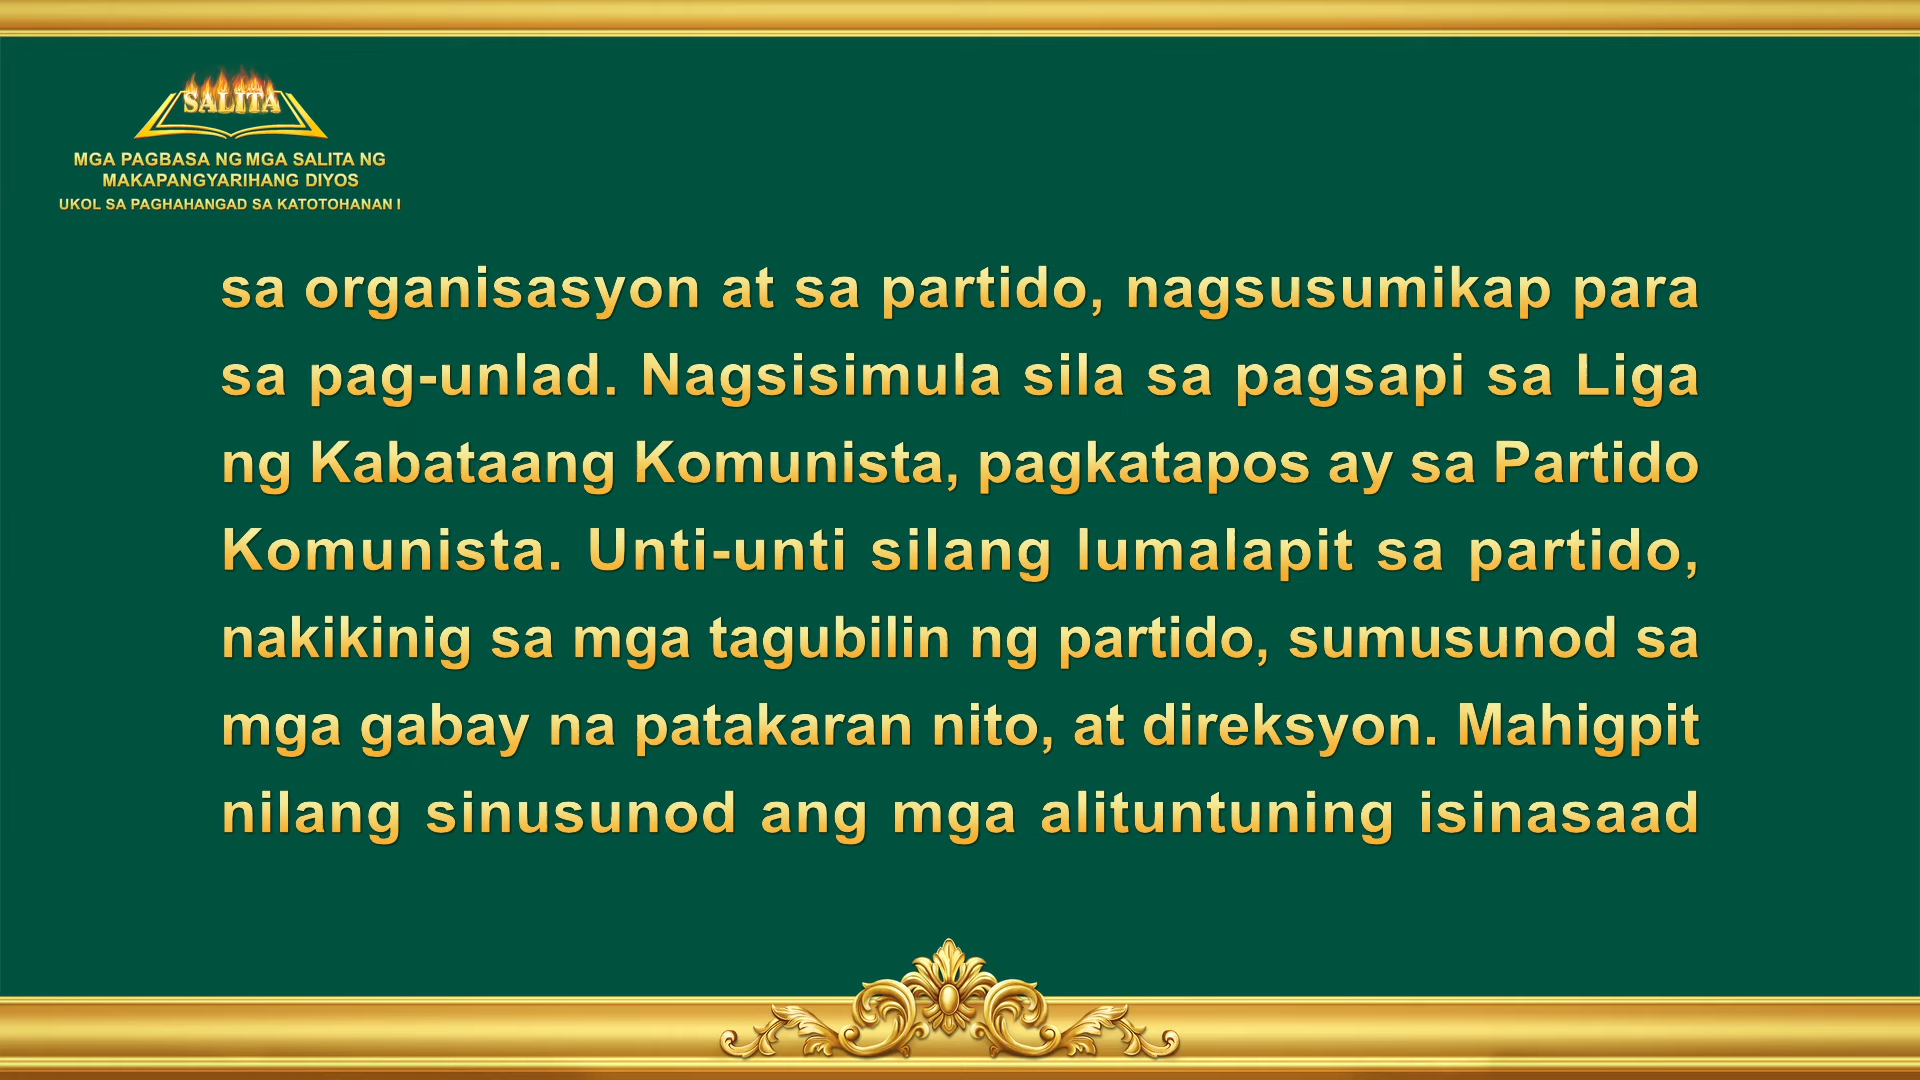 SALITA
MGA PAGBASA NG MGA SALITA NG
MAKAPANGYARIHANG DIYOS
UKOL SA PAGHAHANGAD SA KATOTOHANAN I
sa organisasyon at sa partido, nagsusumikap para
sa pag-unlad. Nagsisimula sila sa pagsapi sa Liga
ng Kabataang Komunista, pagkatapos ay sa Partido
Komunista. Unti-unti silang lumalapit sa partido,
nakikinig sa mga tagubilin ng partido, sumusunod sa
mga gabay na patakaran nito, at direksyon. Mahigpit
nilang sinusunod ang mga alituntuning isinasaad